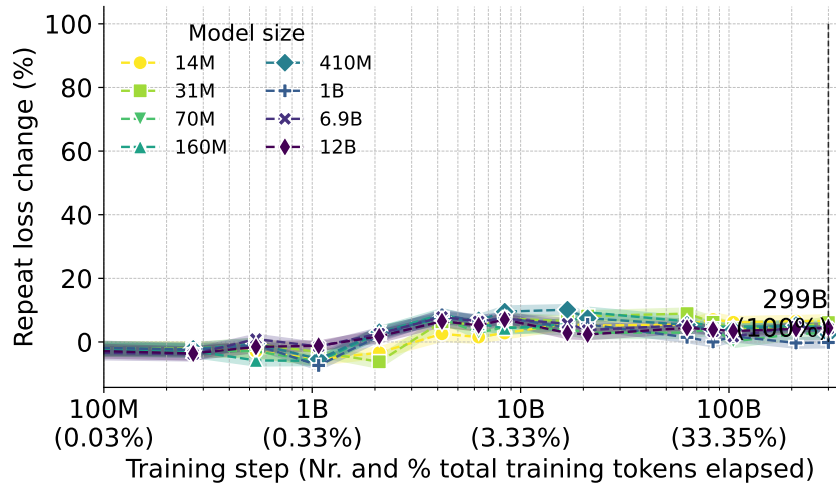 Repeat loss change (%)
100
80
60
40
20
0
Model size
14M
31M
70M
160M
410M
1B
6.9B
12B
299B
(100%)
100M
(0.03%)
1B
(0.33%)
10B
(3.33%)
100B
(33.35%)
Training step (Nr. and % total training tokens elapsed)